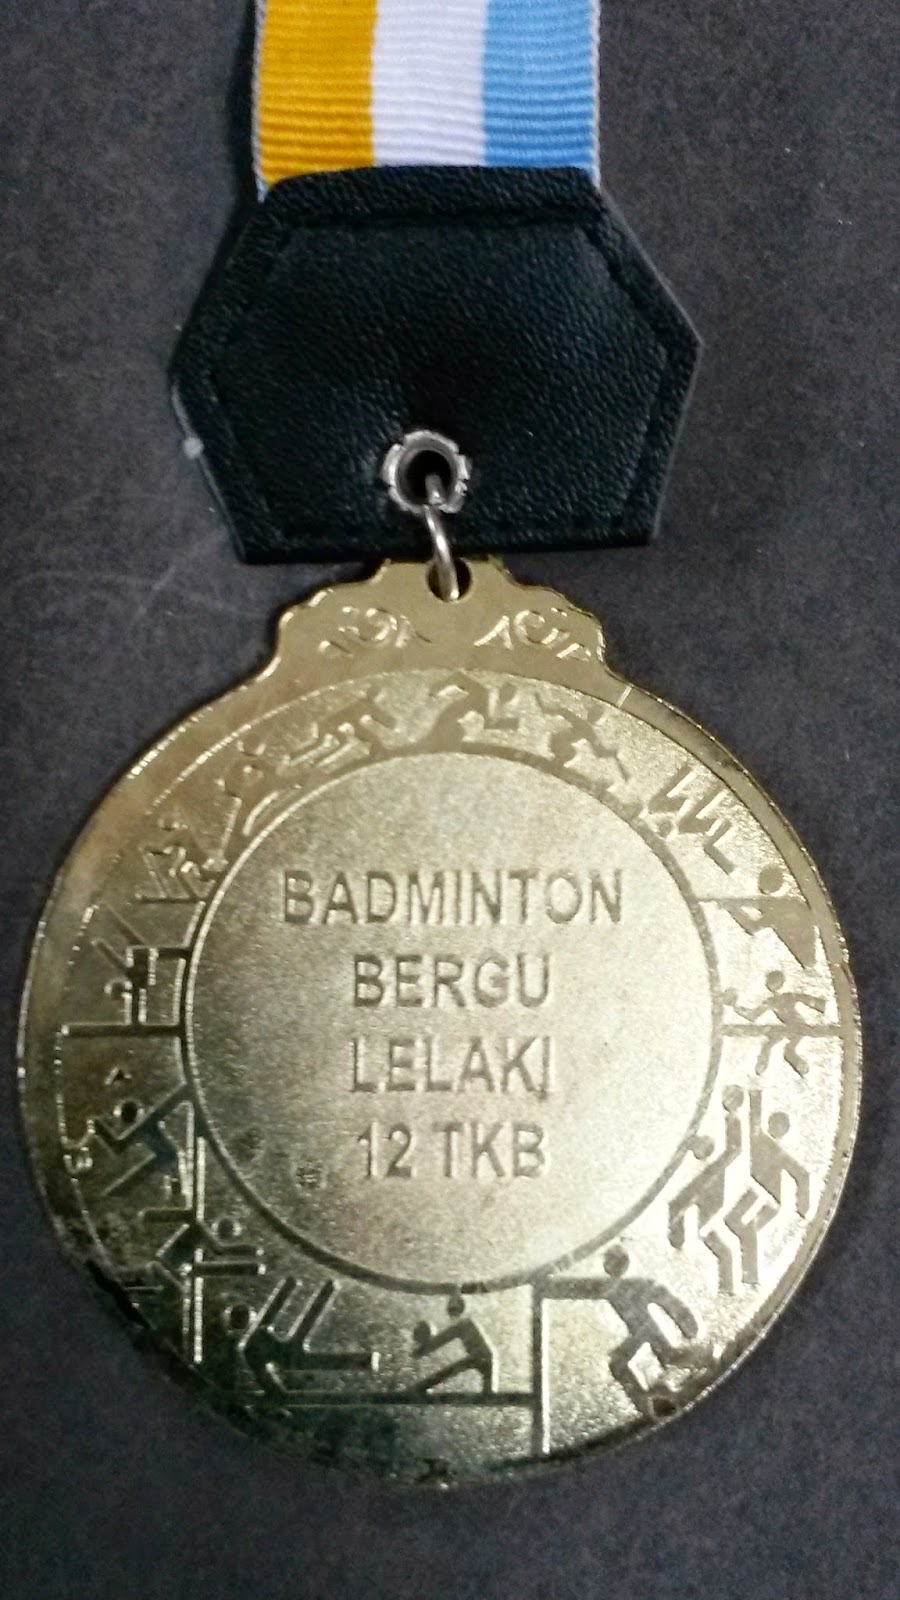 BADMINTON
BERGU
LELAKI
12 TKB